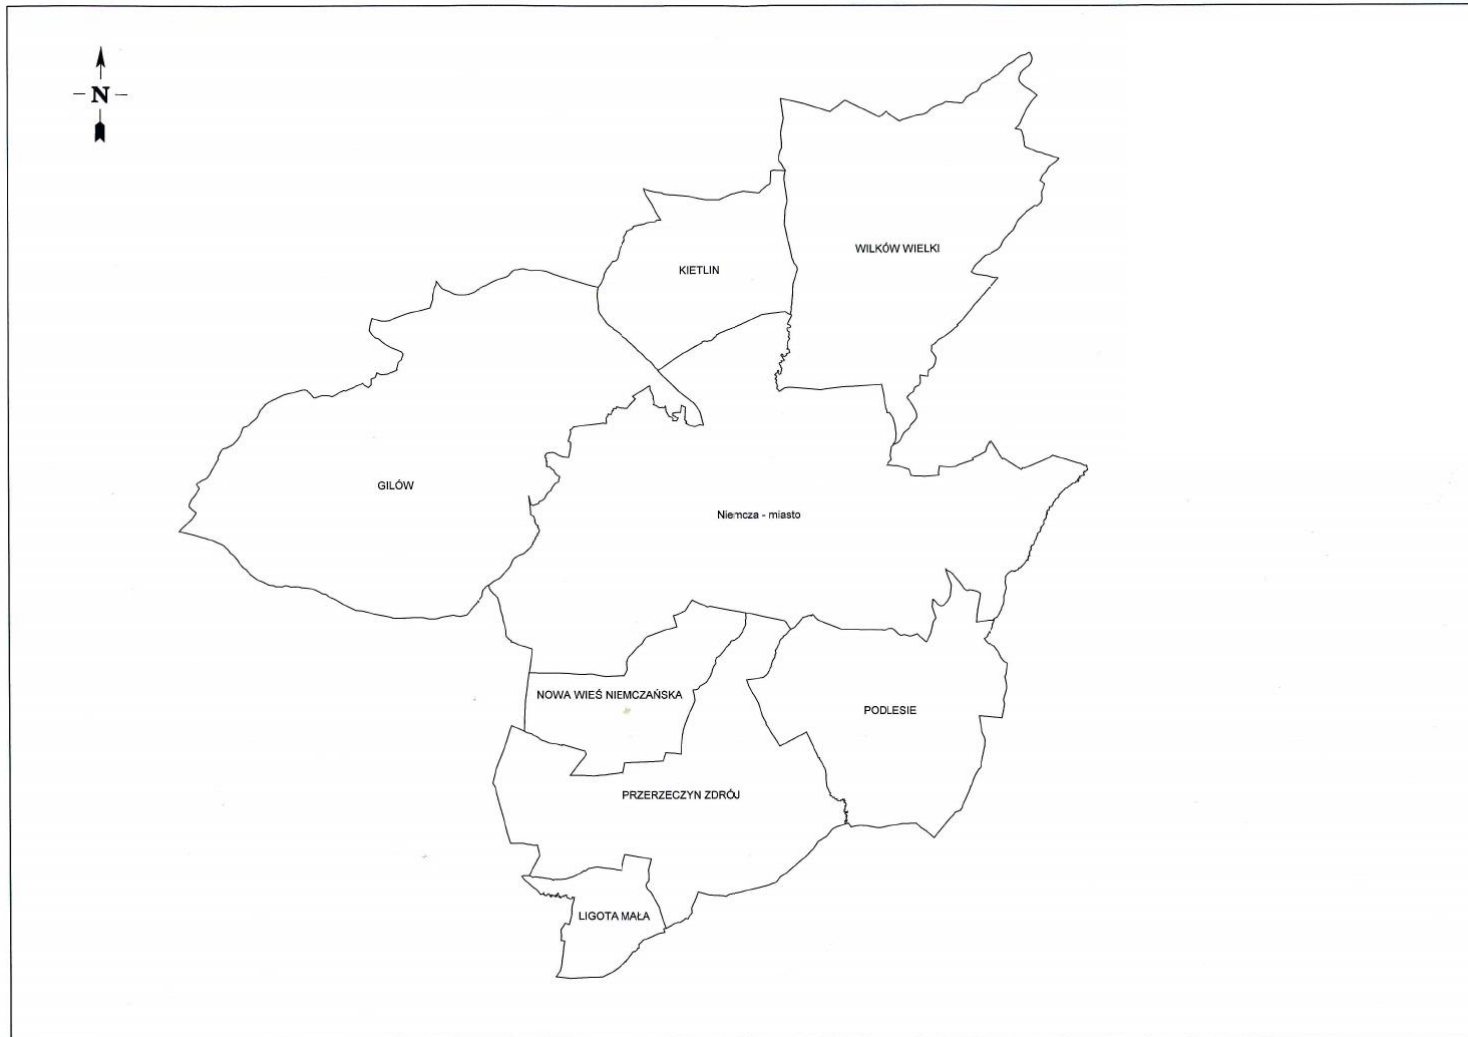 N
WILKÓW WIELKI
KIETLIN
GILÓW
Niemcza - miasto
NOWA WIEŚ NIEMCZAŃSKA
PODLESIE
PRZERZECZYN ZDRÓJ
LIGOTA MAŁA